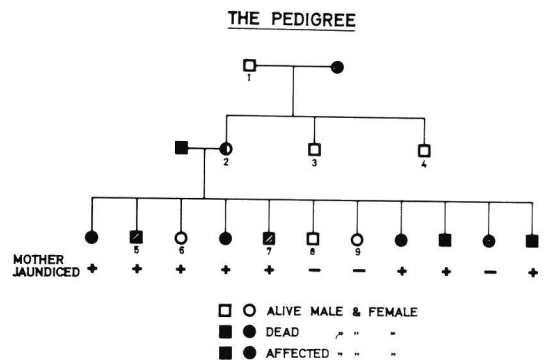 THE PEDIGREE
1
2 3 4
5 6 7 8 9
MOTHER
JAUNDICED + + + + + - - + + - +
ALIVE MALE & FEMALE
DEAD " " "
AFFECTED " " "